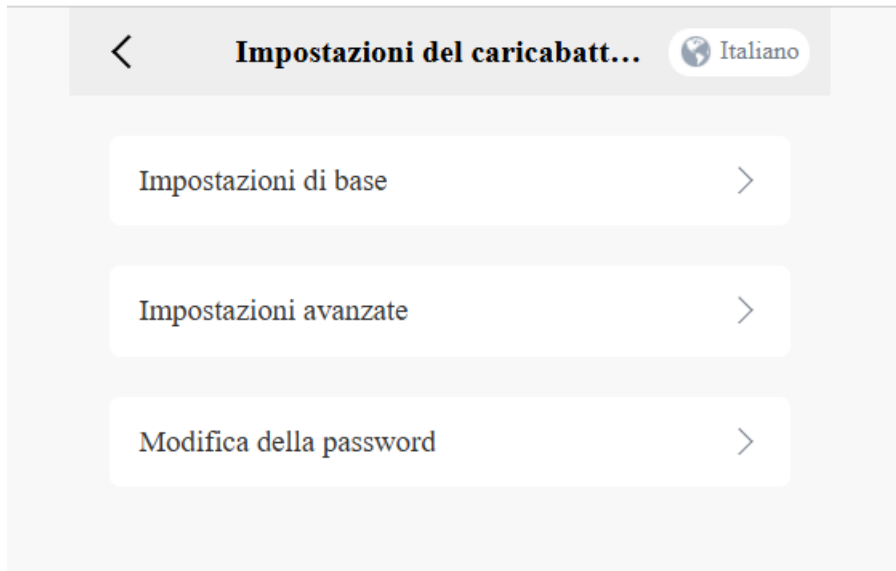 Impostazioni del caricabatt...
Italiano
Impostazioni di base
Impostazioni avanzate
Modifica della password